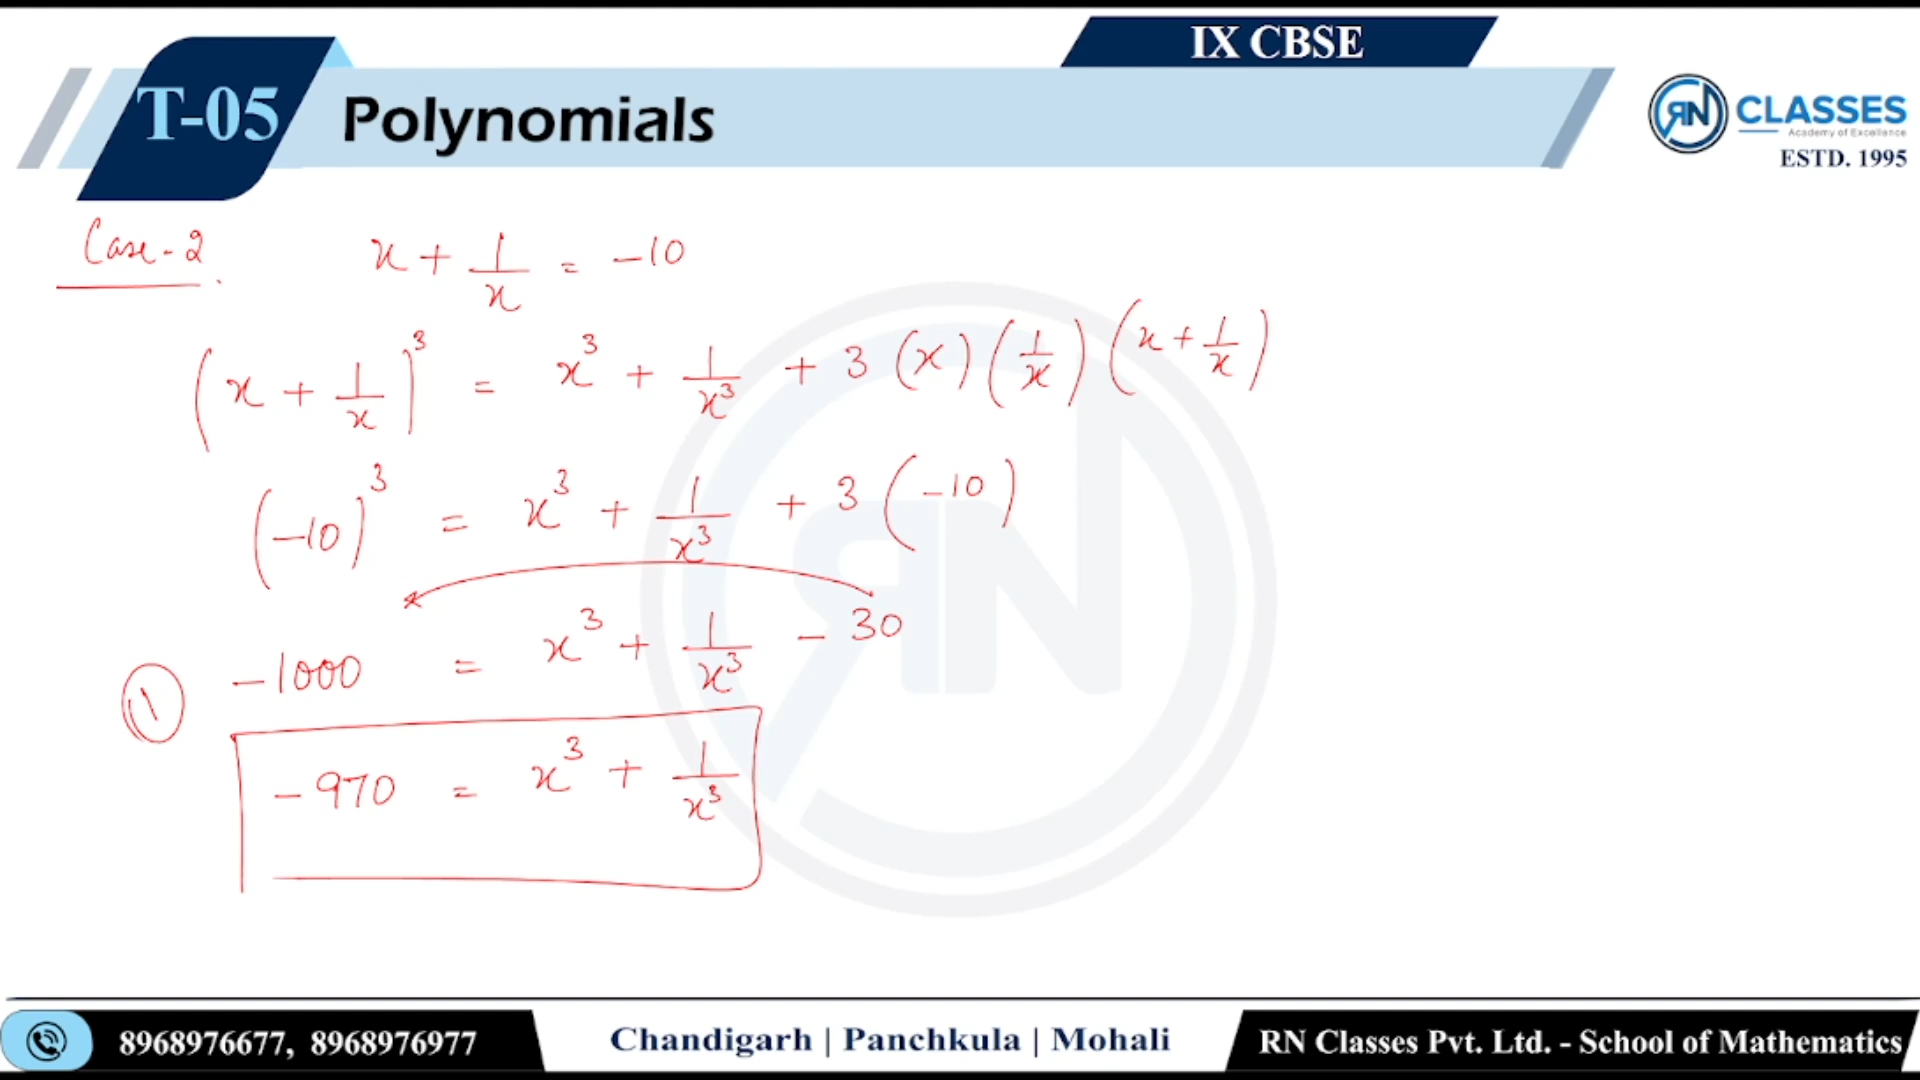 IX CBSE
T-05 Polynomials
RN CLASSES
Academy of Excellence
ESTD. 1995
Case-2 x + 1/x = -10
(x + 1/x)^3 = x^3 + 1/x^3 + 3 (x) (1/x) (x + 1/x)
(-10)^3 = x^3 + 1/x^3 + 3 (-10)
-1000 = x^3 + 1/x^3 - 30
① -970 = x^3 + 1/x^3
RN
8968976677, 8968976977 Chandigarh | Panchkula | Mohali RN Classes Pvt. Ltd. - School of Mathematics